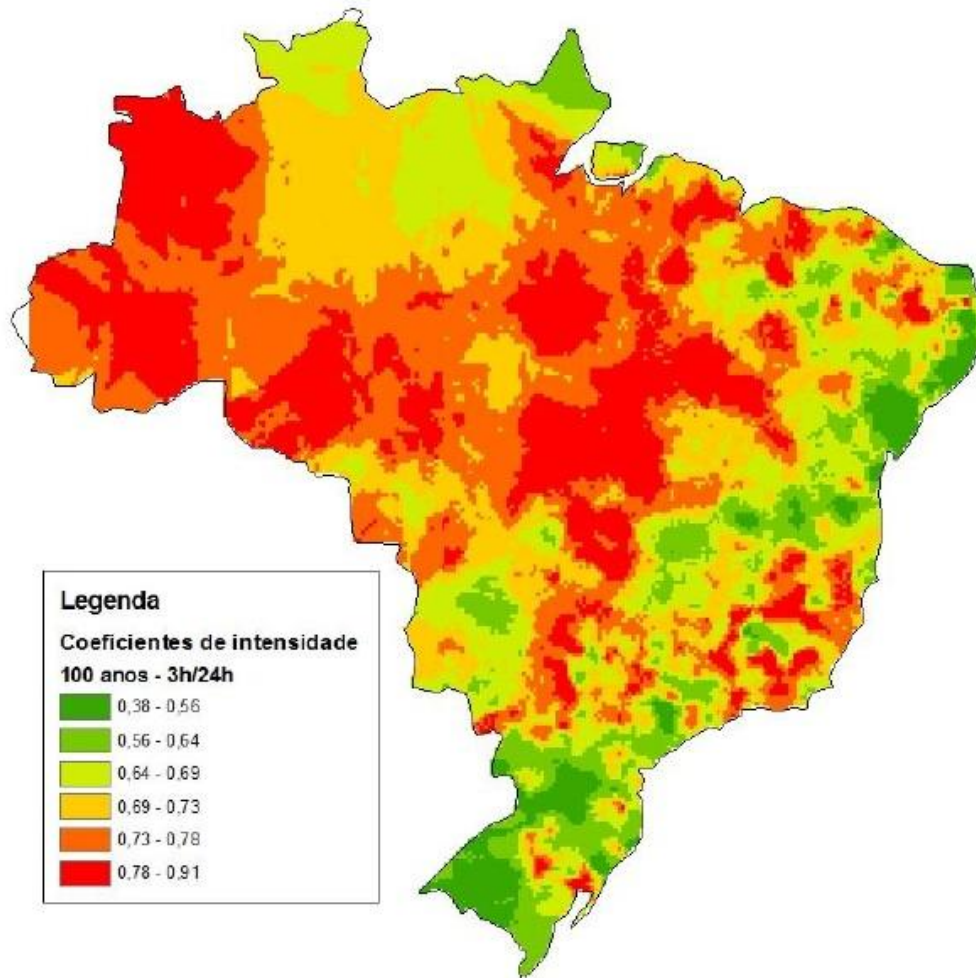 Legenda
Coeficientes de intensidade
100 anos - 3h/24h
0,38 - 0,56
0,56 - 0,64
0,64 - 0,69
0,69 - 0,73
0,73 - 0,78
0,78 - 0,91